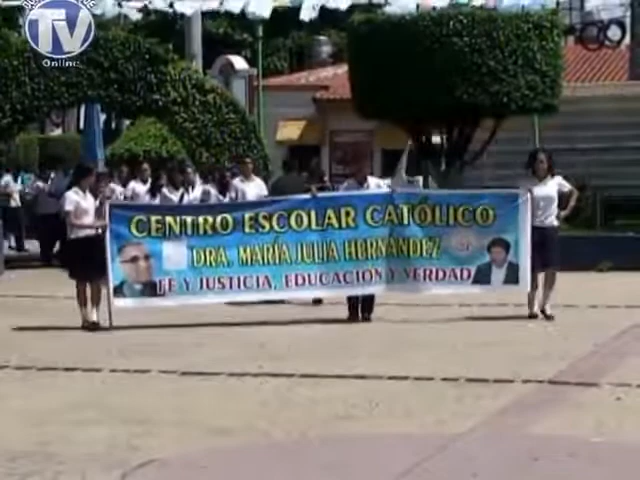 TV
Online
CENTRO ESCOLAR CATÓLICO
DRA. MARÍA JULIA HERNÁNDEZ
FE Y JUSTICIA, EDUCACIÓN Y VERDAD